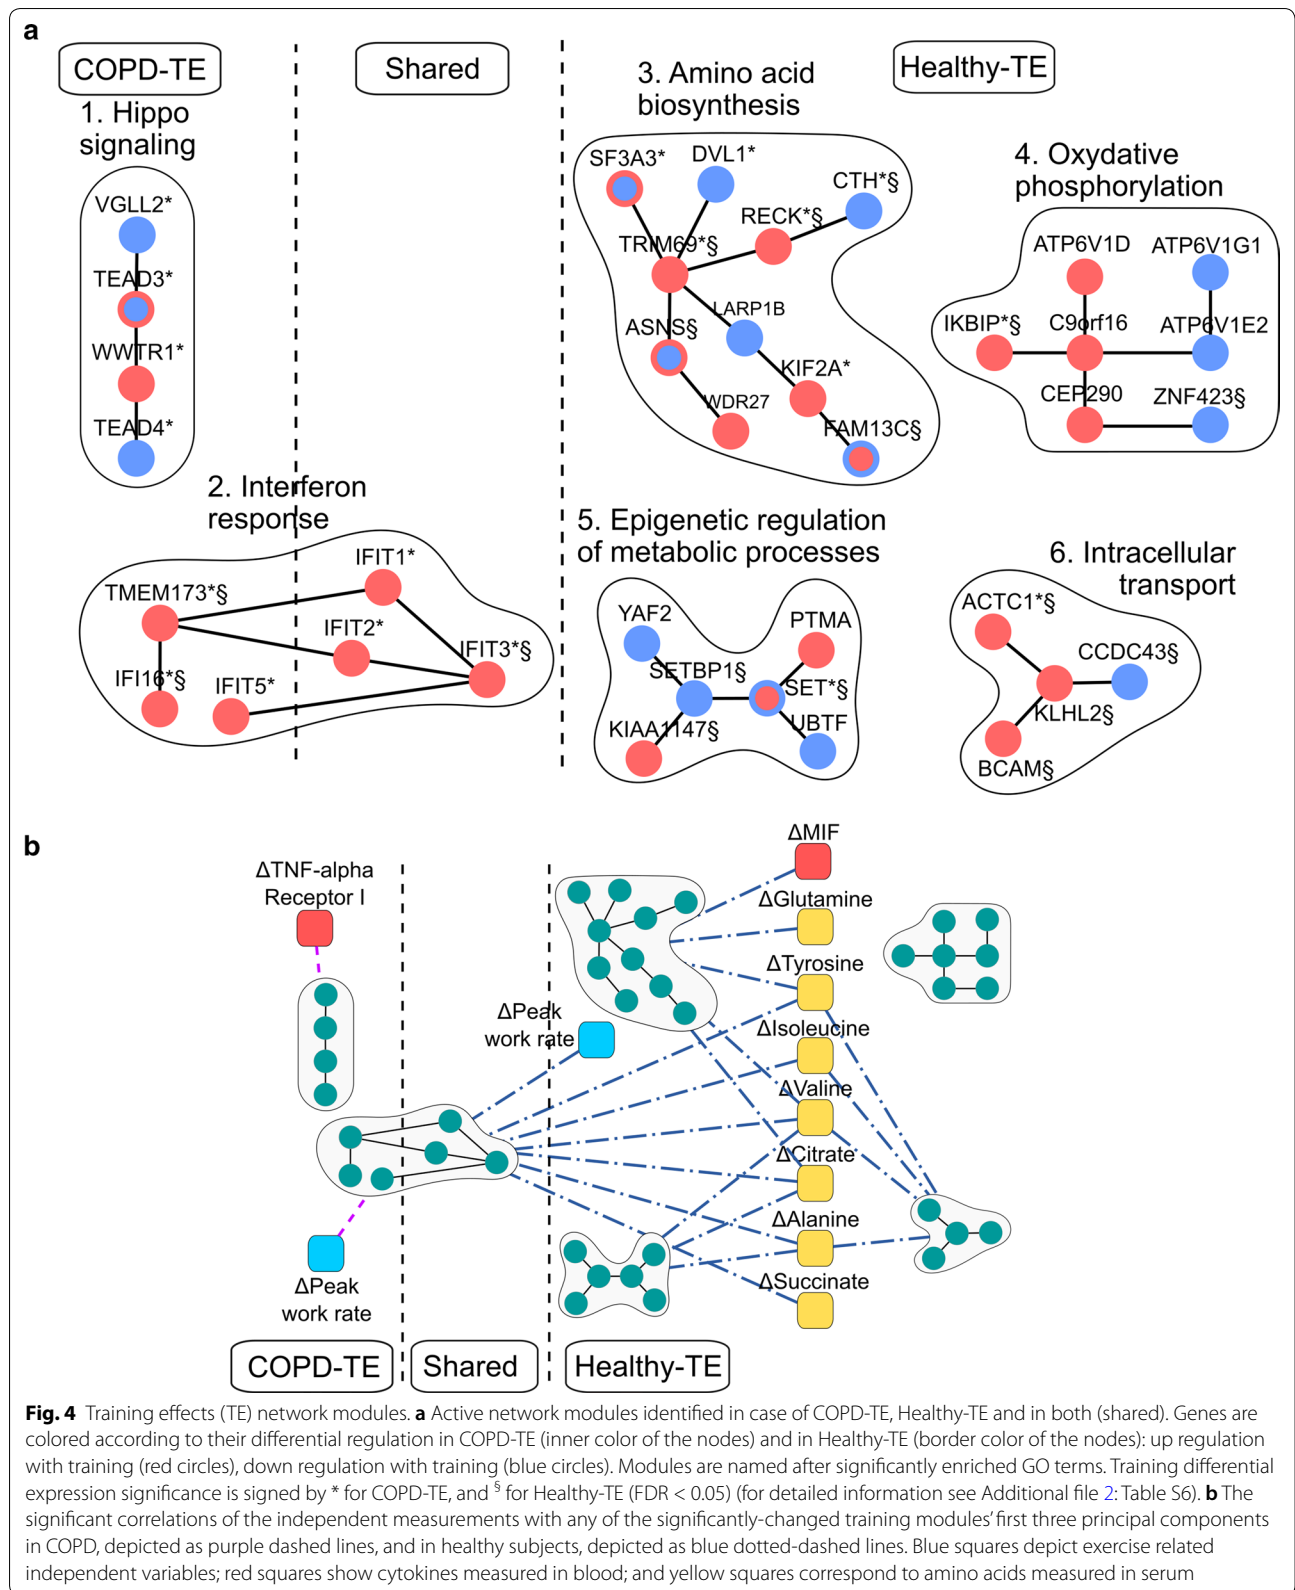 a
COPD-TE
Shared
Healthy-TE
1. Hippo
signaling
VGLL2*
TEAD3*
WWTR1*
TEAD4*
2. Interferon
response
IFIT1*
TMEM173*§
IFIT2*
IFIT3*§
IFI16*§
IFIT5*
3. Amino acid
biosynthesis
SF3A3*
DVL1*
CTH*§
RECK*§
TRIM69*§
LARP1B
ASNS§
KIF2A*
WDR27
FAM13C§
4. Oxydative
phosphorylation
ATP6V1D
ATP6V1G1
IKBIP*§
C9orf16
ATP6V1E2
CEP290
ZNF423§
5. Epigenetic regulation
of metabolic processes
YAF2
PTMA
SETBP1§
SET*§
KIAA1147§
UBTF
6. Intracellular
transport
ACTC1*§
CCDC43§
KLHL2§
BCAM§
b
ΔTNF-alpha
Receptor I
ΔPeak
work rate
ΔPeak
work rate
ΔMIF
ΔGlutamine
ΔTyrosine
ΔIsoleucine
ΔValine
ΔCitrate
ΔAlanine
ΔSuccinate
COPD-TE
Shared
Healthy-TE
Fig. 4 Training effects (TE) network modules. a Active network modules identified in case of COPD-TE, Healthy-TE and in both (shared). Genes are
colored according to their differential regulation in COPD-TE (inner color of the nodes) and in Healthy-TE (border color of the nodes): up regulation
with training (red circles), down regulation with training (blue circles). Modules are named after significantly enriched GO terms. Training differential
expression significance is signed by * for COPD-TE, and § for Healthy-TE (FDR < 0.05) (for detailed information see Additional file 2: Table S6). b The
significant correlations of the independent measurements with any of the significantly-changed training modules' first three principal components
in COPD, depicted as purple dashed lines, and in healthy subjects, depicted as blue dotted-dashed lines. Blue squares depict exercise related
independent variables; red squares show cytokines measured in blood; and yellow squares correspond to amino acids measured in serum